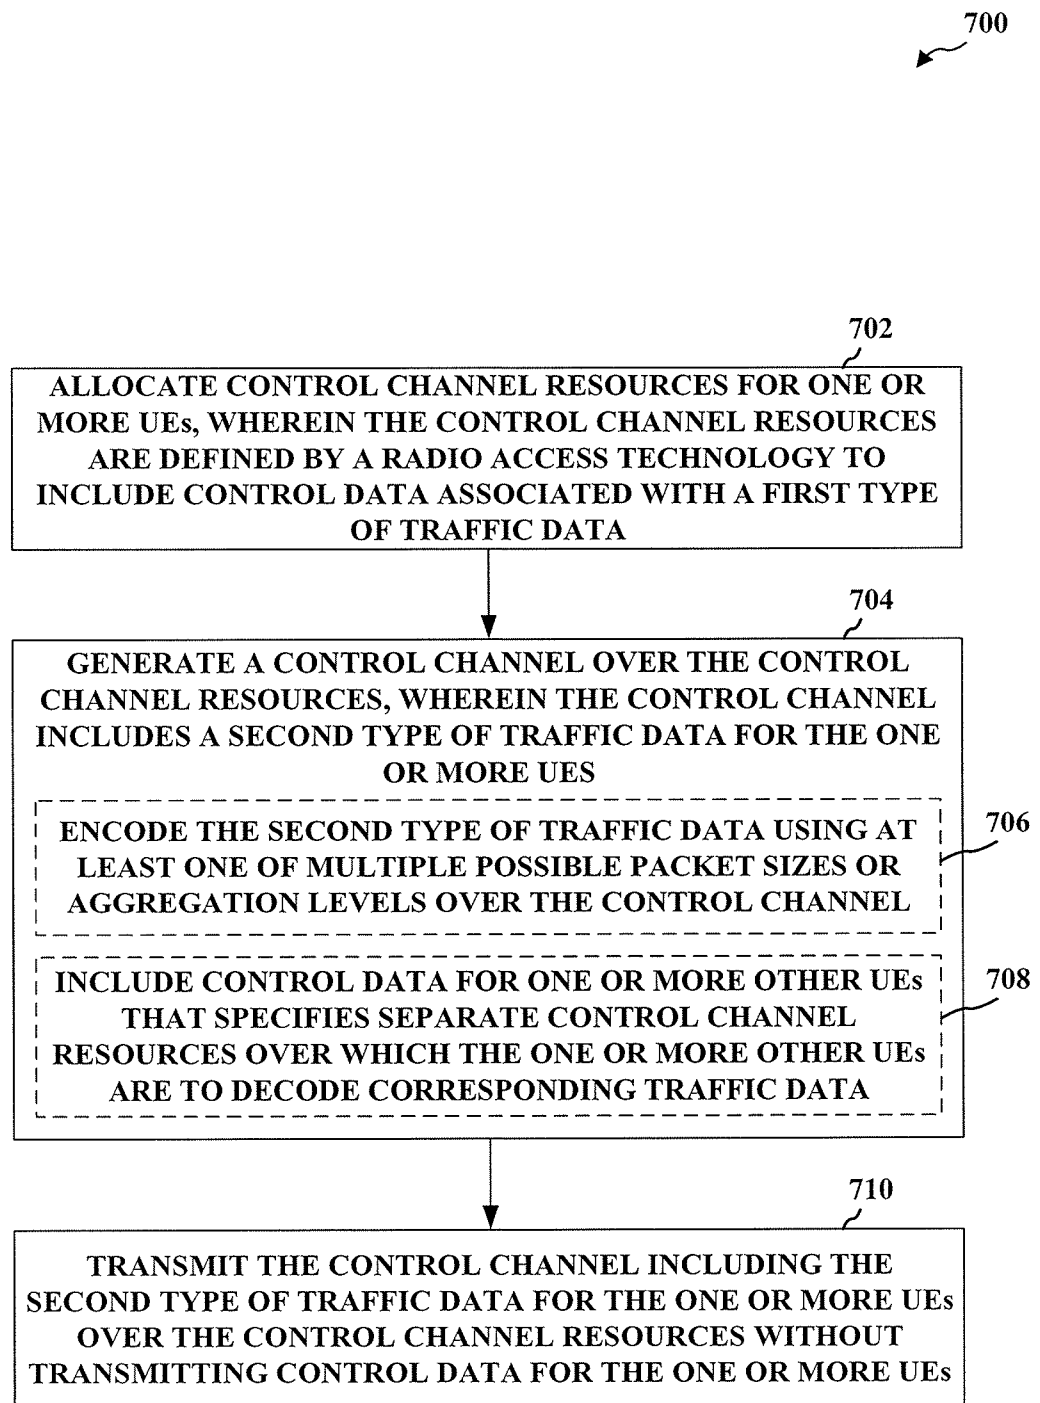 700
702
ALLOCATE CONTROL CHANNEL RESOURCES FOR ONE OR
MORE UEs, WHEREIN THE CONTROL CHANNEL RESOURCES
ARE DEFINED BY A RADIO ACCESS TECHNOLOGY TO
INCLUDE CONTROL DATA ASSOCIATED WITH A FIRST TYPE
OF TRAFFIC DATA
704
GENERATE A CONTROL CHANNEL OVER THE CONTROL
CHANNEL RESOURCES, WHEREIN THE CONTROL CHANNEL
INCLUDES A SECOND TYPE OF TRAFFIC DATA FOR THE ONE
OR MORE UES
706
ENCODE THE SECOND TYPE OF TRAFFIC DATA USING AT
LEAST ONE OF MULTIPLE POSSIBLE PACKET SIZES OR
AGGREGATION LEVELS OVER THE CONTROL CHANNEL
708
INCLUDE CONTROL DATA FOR ONE OR MORE OTHER UEs
THAT SPECIFIES SEPARATE CONTROL CHANNEL
RESOURCES OVER WHICH THE ONE OR MORE OTHER UEs
ARE TO DECODE CORRESPONDING TRAFFIC DATA
710
TRANSMIT THE CONTROL CHANNEL INCLUDING THE
SECOND TYPE OF TRAFFIC DATA FOR THE ONE OR MORE UEs
OVER THE CONTROL CHANNEL RESOURCES WITHOUT
TRANSMITTING CONTROL DATA FOR THE ONE OR MORE UEs